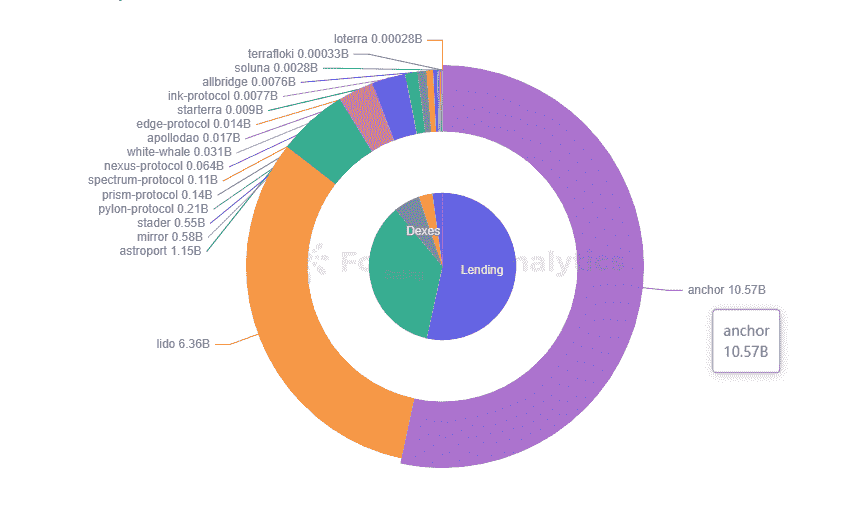 loterra 0.00028B
terrafloki 0.00033B
soluna 0.0028B
allbridge 0.0076B
ink-protocol 0.0077B
starterra 0.009B
edge-protocol 0.014B
apollodao 0.017B
white-whale 0.031B
nexus-protocol 0.064B
spectrum-protocol 0.11B
prism-protocol 0.14B
pylon-protocol 0.21B
stader 0.55B
mirror 0.58B
astroport 1.15B
Dexes
Lending
anchor 10.57B
anchor
10.57B
lido 6.36B